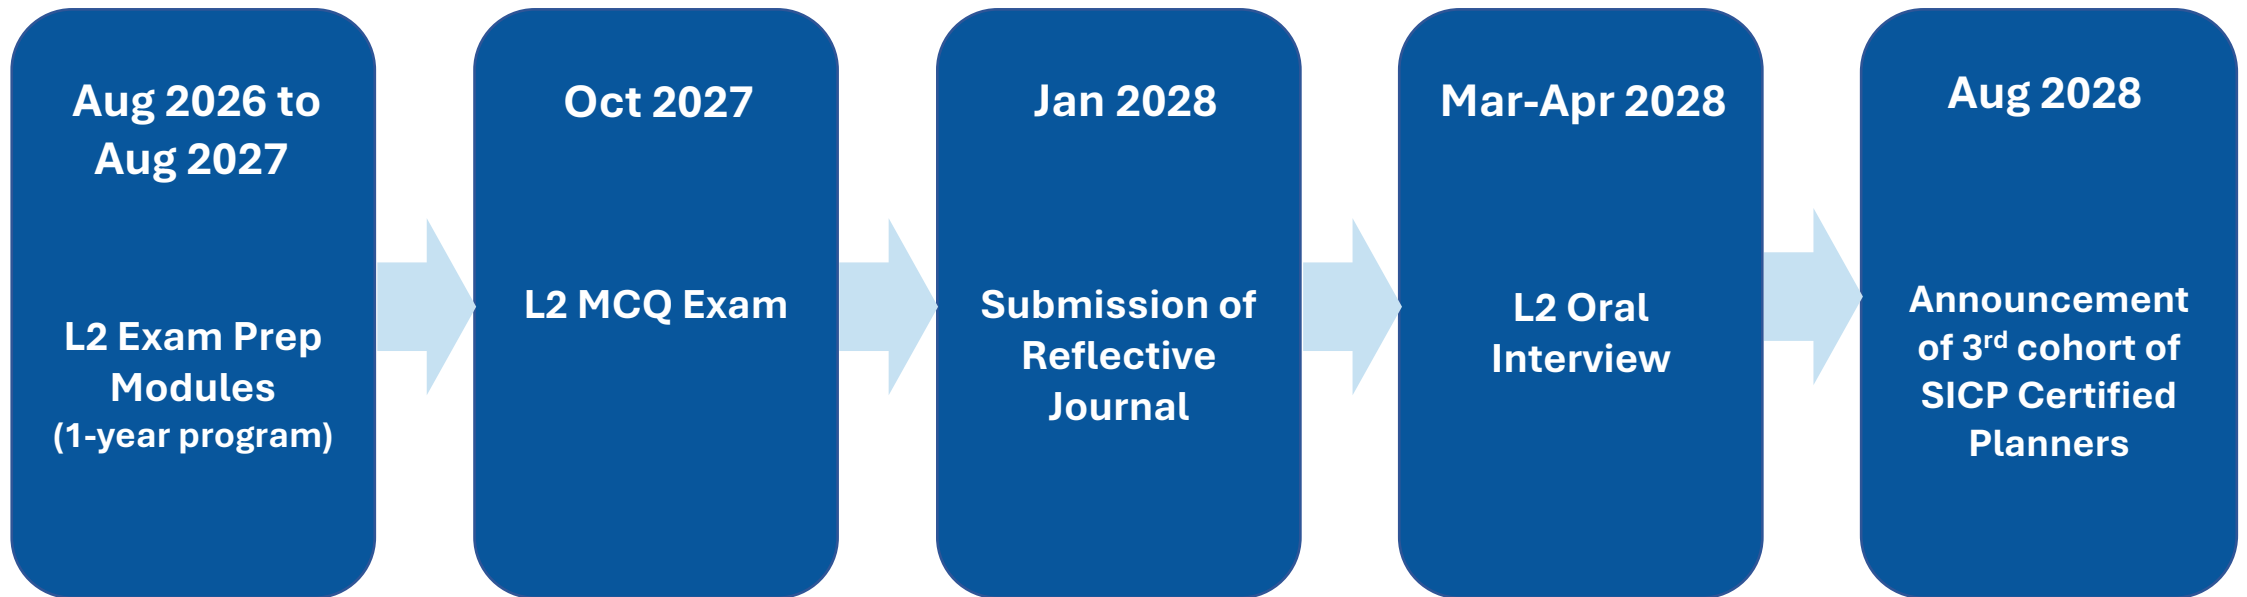 Aug 2026 to
Aug 2027
L2 Exam Prep
Modules
(1-year program)
Oct 2027
L2 MCQ Exam
Jan 2028
Submission of
Reflective
Journal
Mar-Apr 2028
L2 Oral
Interview
Aug 2028
Announcement
of 3rd cohort of
SICP Certified
Planners